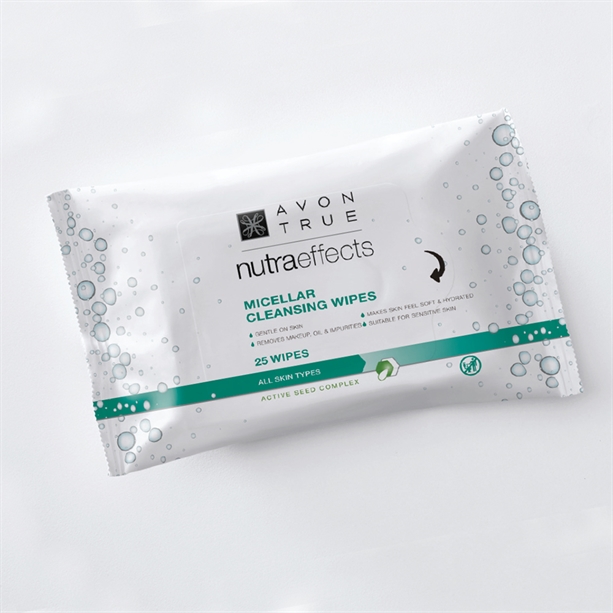 AVON
TRUE
nutraeffects
MICELLAR
CLEANSING WIPES
GENTLE ON SKIN
REMOVES MAKEUP, OIL & IMPURITIES
MAKES SKIN FEEL SOFT & HYDRATED
SUITABLE FOR SENSITIVE SKIN
25 WIPES
ALL SKIN TYPES
ACTIVE SEED COMPLEX